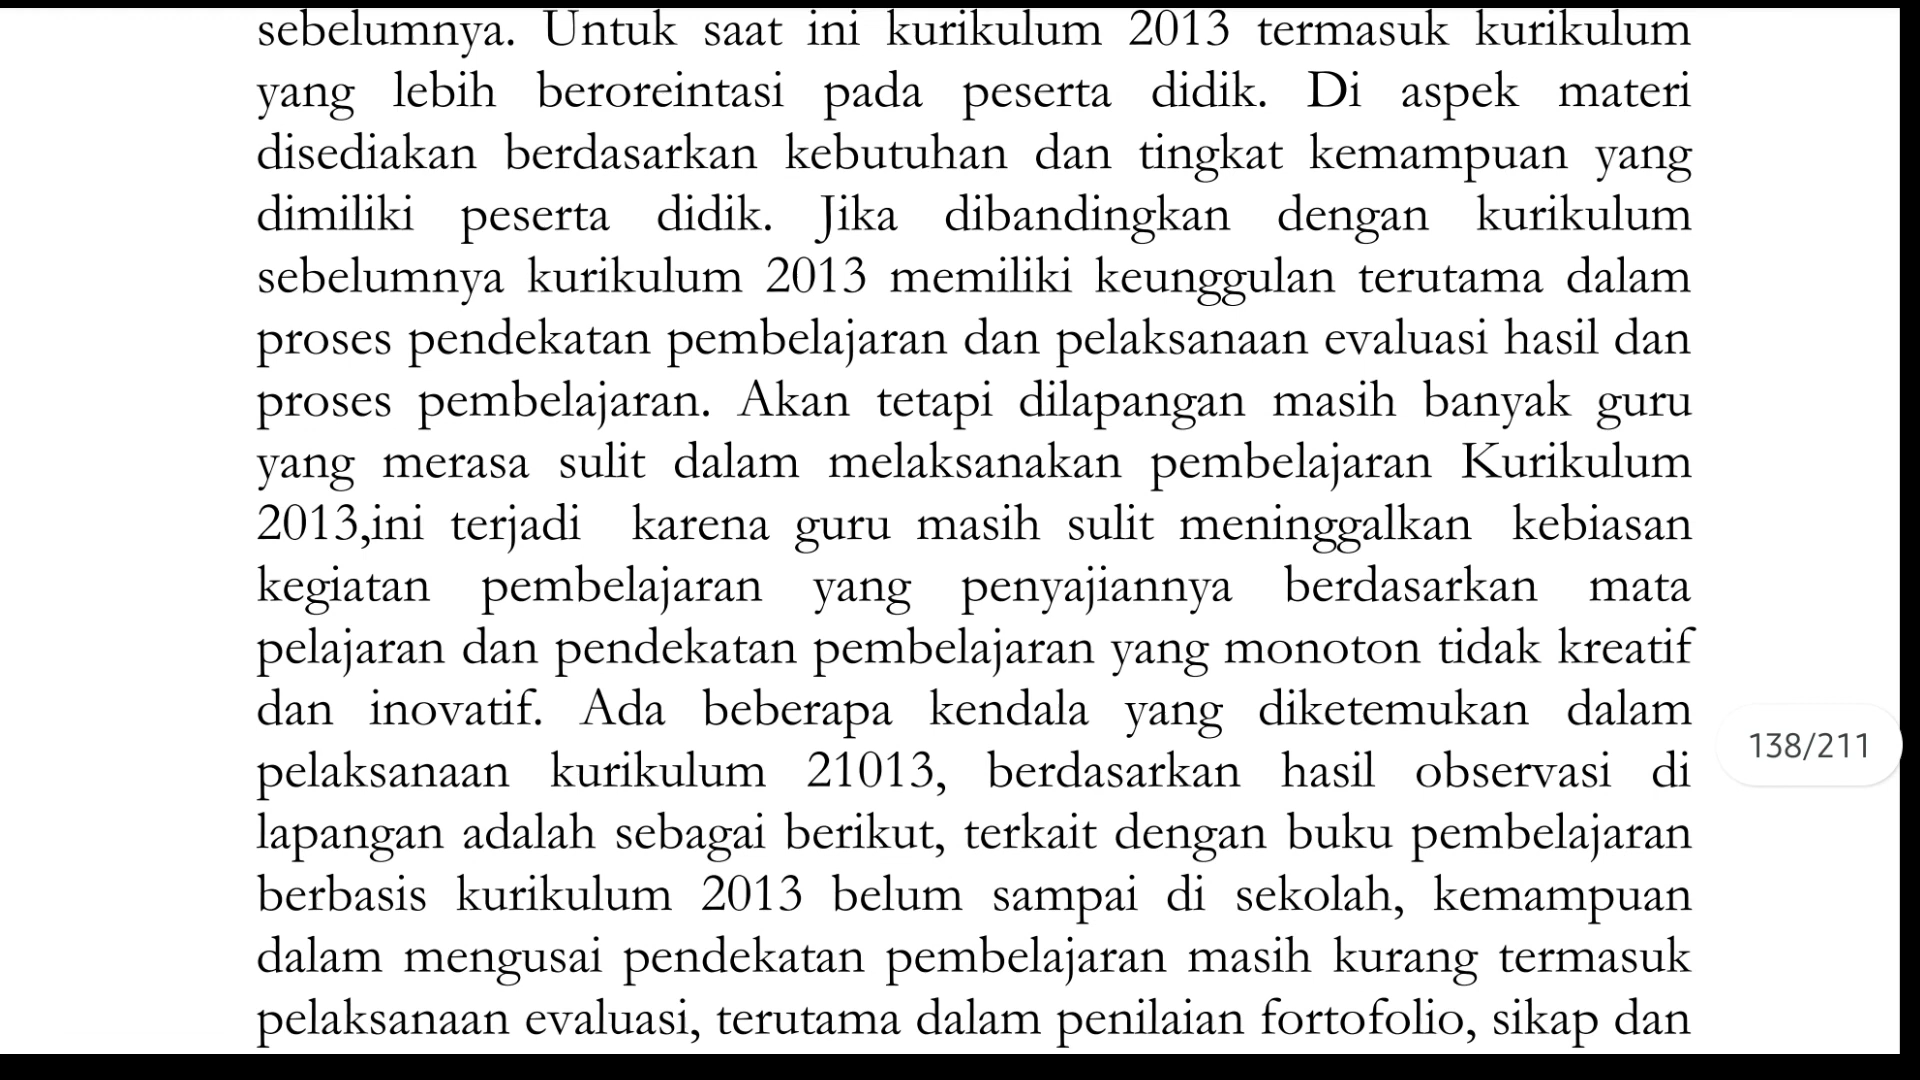 sebelumnya. Untuk saat ini kurikulum 2013 termasuk kurikulum
yang lebih beroreintasi pada peserta didik. Di aspek materi
disediakan berdasarkan kebutuhan dan tingkat kemampuan yang
dimiliki peserta didik. Jika dibandingkan dengan kurikulum
sebelumnya kurikulum 2013 memiliki keunggulan terutama dalam
proses pendekatan pembelajaran dan pelaksanaan evaluasi hasil dan
proses pembelajaran. Akan tetapi dilapangan masih banyak guru
yang merasa sulit dalam melaksanakan pembelajaran Kurikulum
2013,ini terjadi karena guru masih sulit meninggalkan kebiasan
kegiatan pembelajaran yang penyajiannya berdasarkan mata
pelajaran dan pendekatan pembelajaran yang monoton tidak kreatif
dan inovatif. Ada beberapa kendala yang diketemukan dalam
pelaksanaan kurikulum 21013, berdasarkan hasil observasi di
lapangan adalah sebagai berikut, terkait dengan buku pembelajaran
berbasis kurikulum 2013 belum sampai di sekolah, kemampuan
dalam mengusai pendekatan pembelajaran masih kurang termasuk
pelaksanaan evaluasi, terutama dalam penilaian fortofolio, sikap dan
138/211